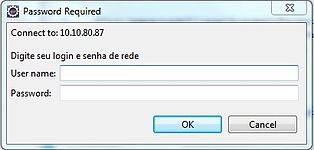 Password Required
Connect to: 10.10.80.87
Digite seu login e senha de rede
User name:
Password:
OK
Cancel